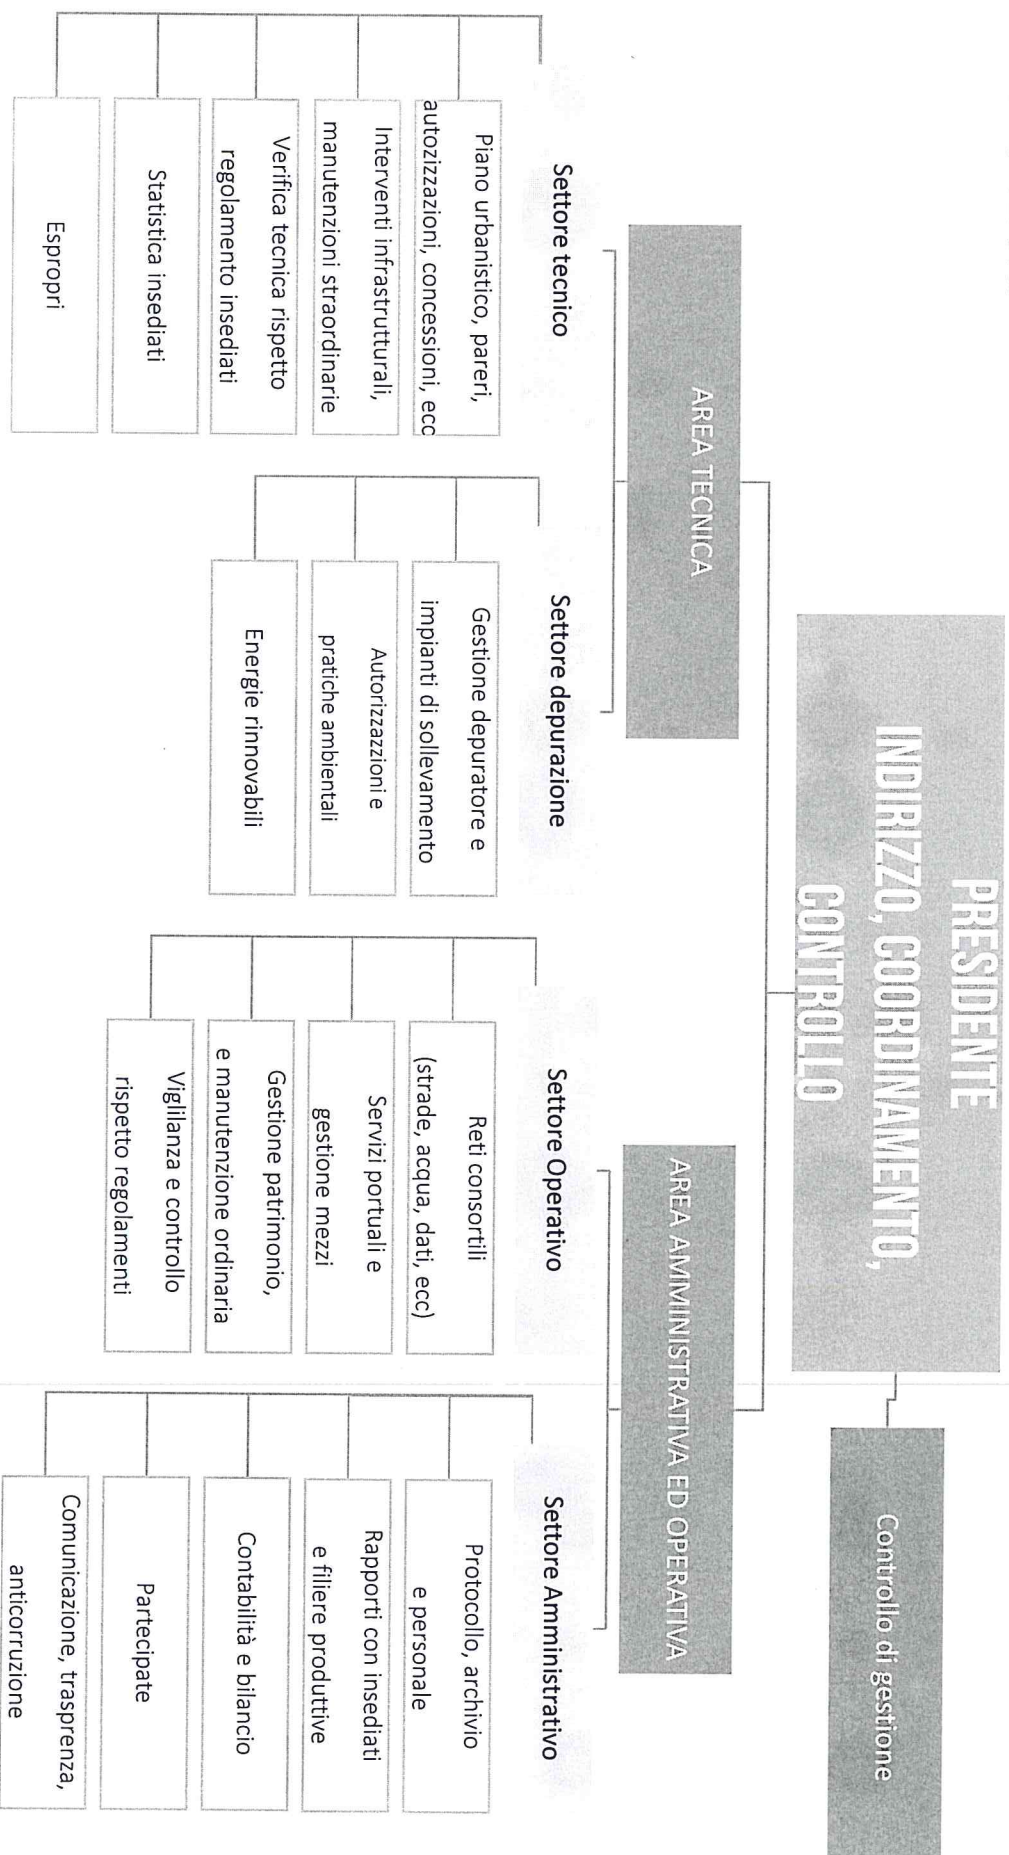 PRESIDENTE
INDIRIZZO, COORDINAMENTO,
CONTROLLO
Controllo di gestione
AREA TECNICA
Settore tecnico
Piano urbanistico, pareri,
autozizzazioni, concessioni, ecc
Interventi infrastrutturali,
manutenzioni straordinarie
Verifica tecnica rispetto
regolamento insediati
Statistica insediati
Espropri
Settore depurazione
Gestione depuratore e
impianti di sollevamento
Autorizzazzioni e
pratiche ambientali
Energie rinnovabili
AREA AMMINISTRATIVA ED OPERATIVA
Settore Operativo
Reti consortili
(strade, acqua, dati, ecc)
Servizi portuali e
gestione mezzi
Gestione patrimonio,
e manutenzione ordinaria
Viglilanza e controllo
rispetto regolamenti
Settore Amministrativo
Protocollo, archivio
e personale
Rapporti con insediati
e filiere produttive
Contabilità e bilancio
Partecipate
Comunicazione, trasprenza,
anticorruzione